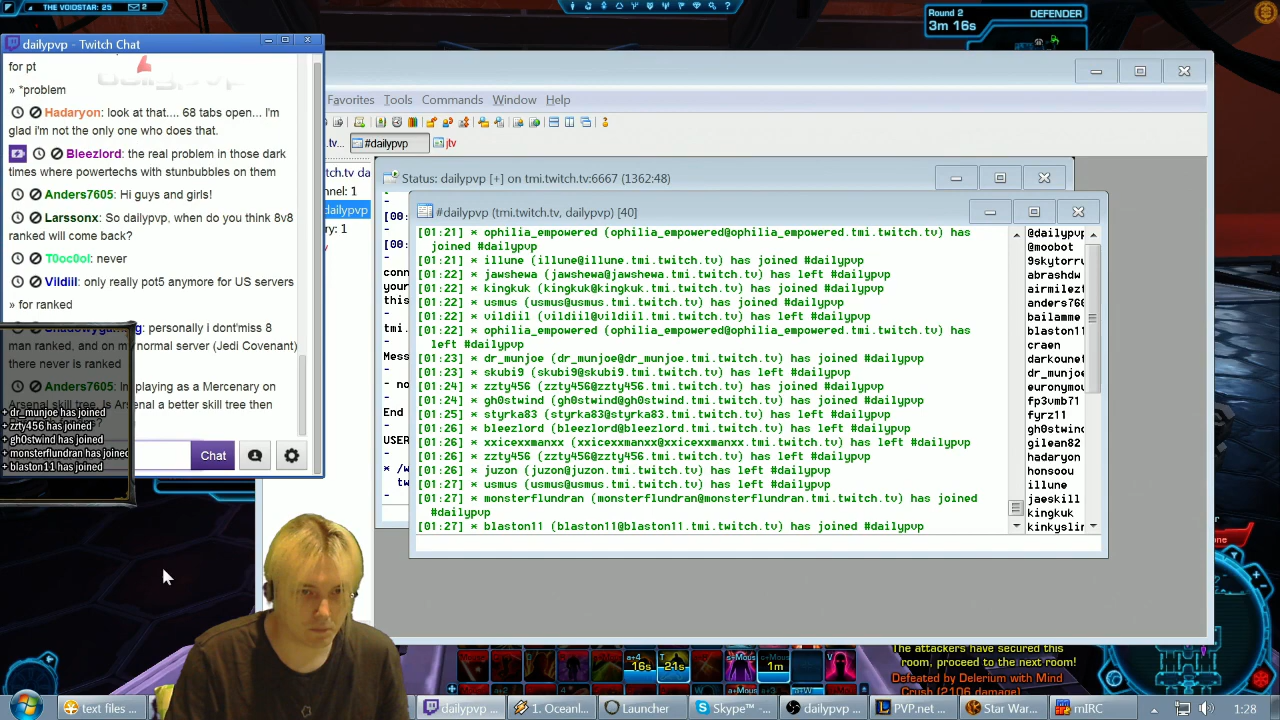 THE VOIDSTAR: 25
2
Round 2
DEFENDER
3m 16s
dailypvp - Twitch Chat
for pt
» *problem
Hadaryon: look at that.... 68 tabs open... I'm
glad i'm not the only one who does that.
Bleezlord: the real problem in those dark
times where powertechs with stunbubbles on them
Anders7605: Hi guys and girls!
Larssonx: So dailypvp, when do you think 8v8
ranked will come back?
T0oc0ol: never
Vildiil: only really pot5 anymore for US servers
» for ranked
personally i dont'miss 8
man ranked. and on my normal server (Jedi Covenant)
there never is ranked
Anders7605: Im playing as a Mercenary on
Arsenal skill tree. Is Arsenal a better skill tree then
+ dr_munjoe has joined
+ zzty456 has joined
+ gh0stwind has joined
+ monsterflundran has joined
+ blaston11 has joined
Chat
Favorites Tools Commands Window Help
#dailypvp
jtv
Status: dailypvp [+] on tmi.twitch.tv:6667 (1362:48)
#dailypvp (tmi.twitch.tv, dailypvp) [40]
[01:21] * ophilia_empowered (ophilia_empowered@ophilia_empowered.tmi.twitch.tv) has
joined #dailypvp
[01:21] * illune (illune@illune.tmi.twitch.tv) has joined #dailypvp
[01:22] * jawshewa (jawshewa@jawshewa.tmi.twitch.tv) has left #dailypvp
[01:22] * kingkuk (kingkuk@kingkuk.tmi.twitch.tv) has joined #dailypvp
[01:22] * usmus (usmus@usmus.tmi.twitch.tv) has joined #dailypvp
[01:22] * vildiil (vildiil@vildiil.tmi.twitch.tv) has left #dailypvp
[01:22] * ophilia_empowered (ophilia_empowered@ophilia_empowered.tmi.twitch.tv) has
left #dailypvp
[01:23] * dr_munjoe (dr_munjoe@dr_munjoe.tmi.twitch.tv) has joined #dailypvp
[01:23] * skubi9 (skubi9@skubi9.tmi.twitch.tv) has left #dailypvp
[01:24] * zzty456 (zzty456@zzty456.tmi.twitch.tv) has joined #dailypvp
[01:24] * gh0stwind (gh0stwind@gh0stwind.tmi.twitch.tv) has joined #dailypvp
[01:25] * styrka83 (styrka83@styrka83.tmi.twitch.tv) has left #dailypvp
[01:26] * bleezlord (bleezlord@bleezlord.tmi.twitch.tv) has left #dailypvp
[01:26] * xxicexxmanxx (xxicexxmanxx@xxicexxmanxx.tmi.twitch.tv) has left #dailypvp
[01:26] * zzty456 (zzty456@zzty456.tmi.twitch.tv) has left #dailypvp
[01:26] * juzon (juzon@juzon.tmi.twitch.tv) has left #dailypvp
[01:27] * usmus (usmus@usmus.tmi.twitch.tv) has left #dailypvp
[01:27] * monsterflundran (monsterflundran@monsterflundran.tmi.twitch.tv) has joined
#dailypvp
[01:27] * blaston11 (blaston11@blaston11.tmi.twitch.tv) has joined #dailypvp
@dailypvp
@moobot
9skytorru
abrashdw
airmilezt
anders760
bailamme
blaston11
craen
darkounet
dr_munjoe
euronymou
fp3vmb71
fyrz11
gh0stwind
gilean82
hadaryon
honsoou
illune
jaeskill
kingkuk
kinkyslin
16s
21s
1m
The attackers have secured this
room, proceed to the next room!
Defeated by Delerium with Mind
Crush (2106 damage)
text files ...
dailypvp ...
1. Oceanl...
Launcher
Skype™-...
dailypvp ...
PVP.net ...
Star War...
mIRC
1:28